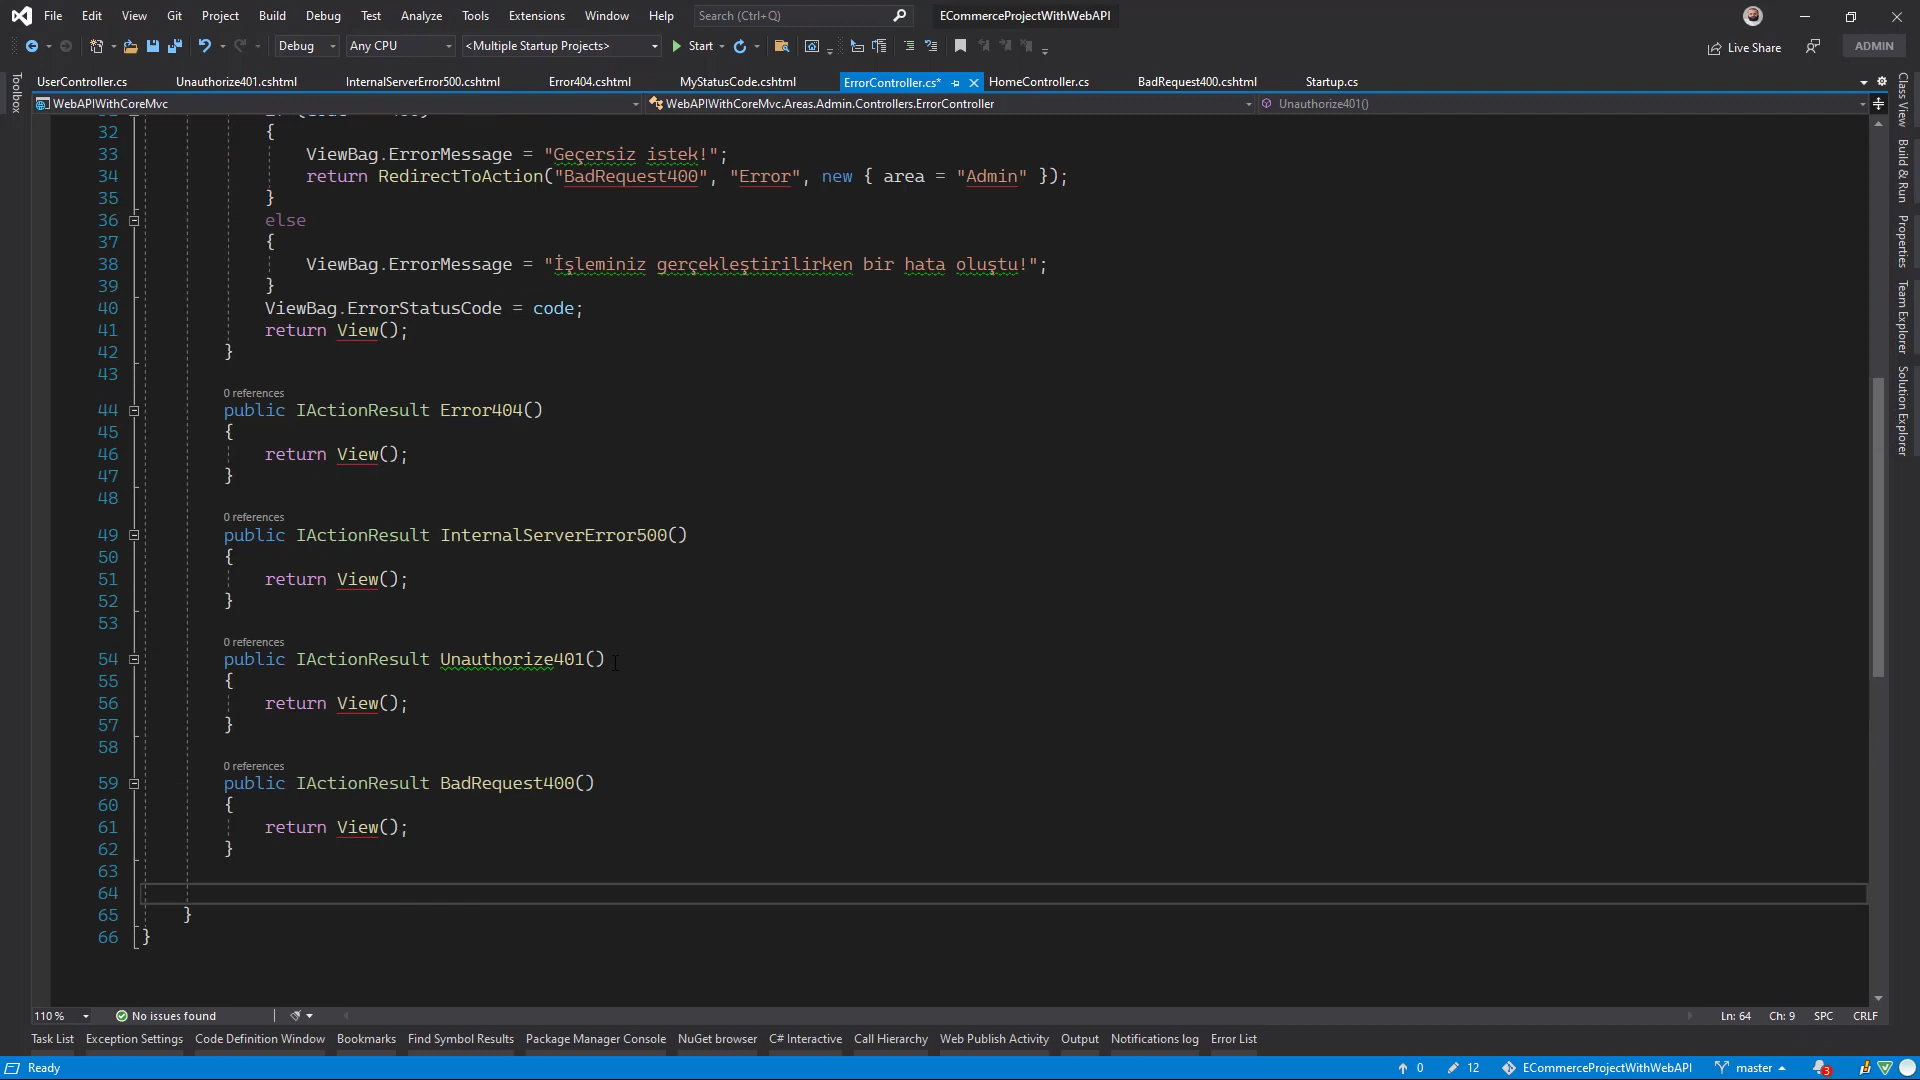 File Edit View Git Project Build Debug Test Analyze Tools Extensions Window Help Search (Ctrl+Q) ECommerceProjectWithWebAPI
Debug Any CPU <Multiple Startup Projects> Start Live Share ADMIN
UserController.cs Unauthorize401.cshtml InternalServerError500.cshtml Error404.cshtml MyStatusCode.cshtml ErrorController.cs* HomeController.cs BadRequest400.cshtml Startup.cs
WebAPIWithCoreMvc WebAPIWithCoreMvc.Areas.Admin.Controllers.ErrorController Unauthorize401()
Toolbox
Class View
Build & Run
Properties
Team Explorer
Solution Explorer
32 {
33 ViewBag.ErrorMessage = "Geçersiz istek!";
34 return RedirectToAction("BadRequest400", "Error", new { area = "Admin" });
35 }
36 else
37 {
38 ViewBag.ErrorMessage = "İşleminiz gerçekleştirilirken bir hata oluştu!";
39 }
40 ViewBag.ErrorStatusCode = code;
41 return View();
42 }
43
0 references
44 public IActionResult Error404()
45 {
46 return View();
47 }
48
0 references
49 public IActionResult InternalServerError500()
50 {
51 return View();
52 }
53
0 references
54 public IActionResult Unauthorize401()
55 {
56 return View();
57 }
58
0 references
59 public IActionResult BadRequest400()
60 {
61 return View();
62 }
63
64
65 }
66 }
110 % No issues found Ln: 64 Ch: 9 SPC CRLF
Task List Exception Settings Code Definition Window Bookmarks Find Symbol Results Package Manager Console NuGet browser C# Interactive Call Hierarchy Web Publish Activity Output Notifications log Error List
Ready 0 12 ECommerceProjectWithWebAPI master 3